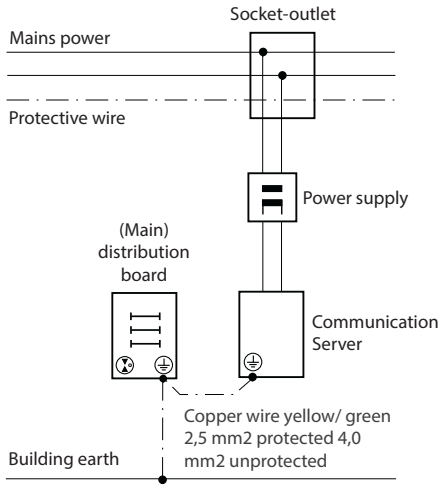 Socket-outlet
Mains power
Protective wire
Power supply
(Main)
distribution
board
Communication
Server
Copper wire yellow/ green
2,5 mm2 protected 4,0
mm2 unprotected
Building earth